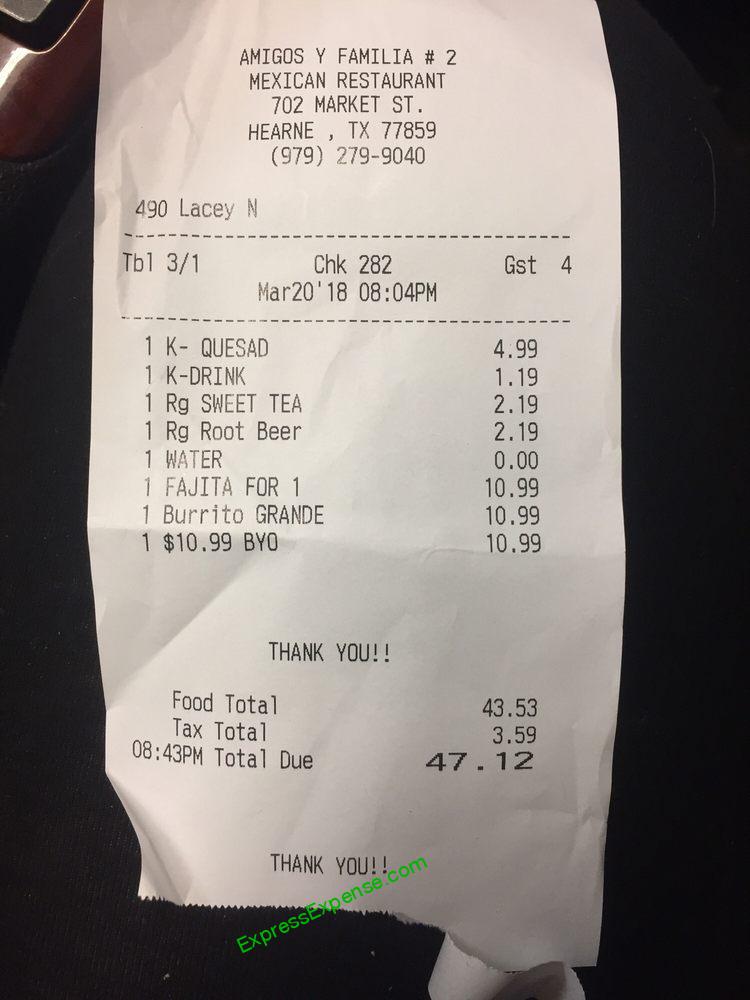 AMIGOS Y FAMILIA # 2
MEXICAN RESTAURANT
702 MARKET ST.
HEARNE , TX 77859
(979) 279-9040
490 Lacey N
Tbl 3/1 Chk 282 Gst 4
Mar20'18 08:04PM
1 K- QUESAD 4.99
1 K-DRINK 1.19
1 Rg SWEET TEA 2.19
1 Rg Root Beer 2.19
1 WATER 0.00
1 FAJITA FOR 1 10.99
1 Burrito GRANDE 10.99
1 $10.99 BYO 10.99
THANK YOU!!
Food Total 43.53
Tax Total 3.59
08:43PM Total Due 47.12
THANK YOU!!
ExpressExpense.com